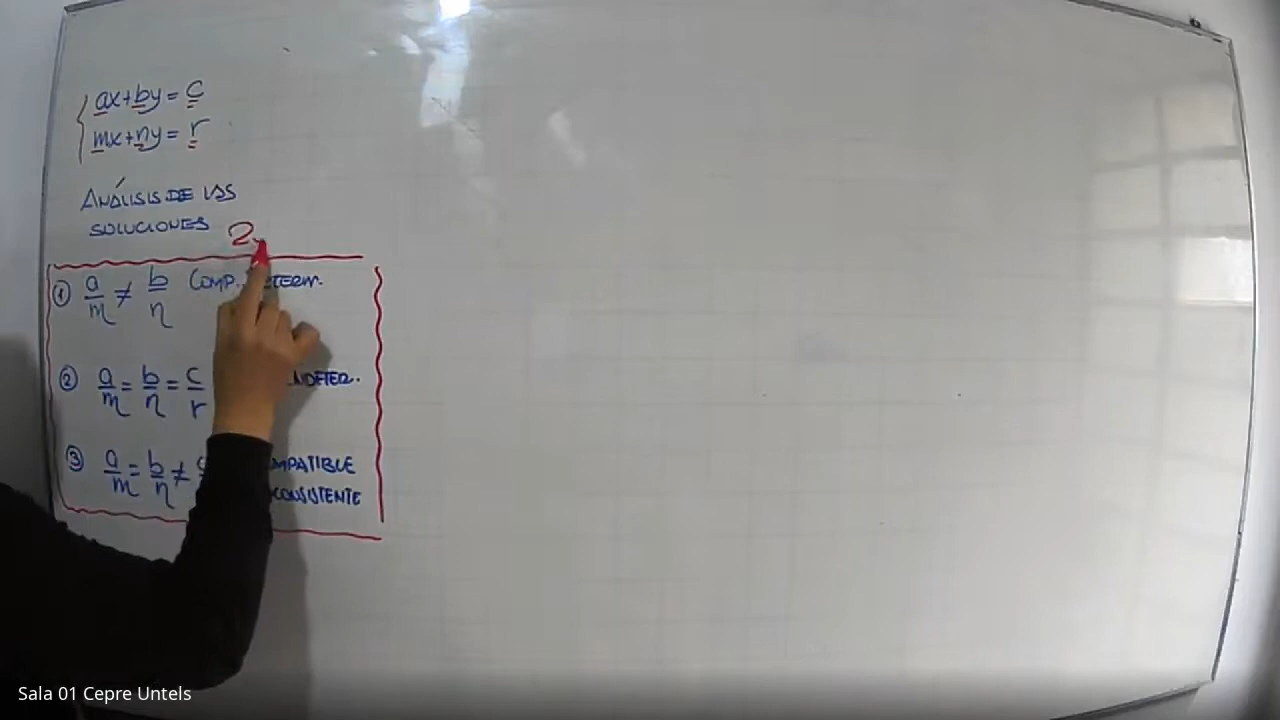 ax+by= c
mx+ny= r
ANÁLISIS DE LAS
SOLUCIONES 2
① a/m ≠ b/n COMP.
② a/m = b/n = c/r
③ a/m = b/n ≠
Sala 01 Cepre Untels